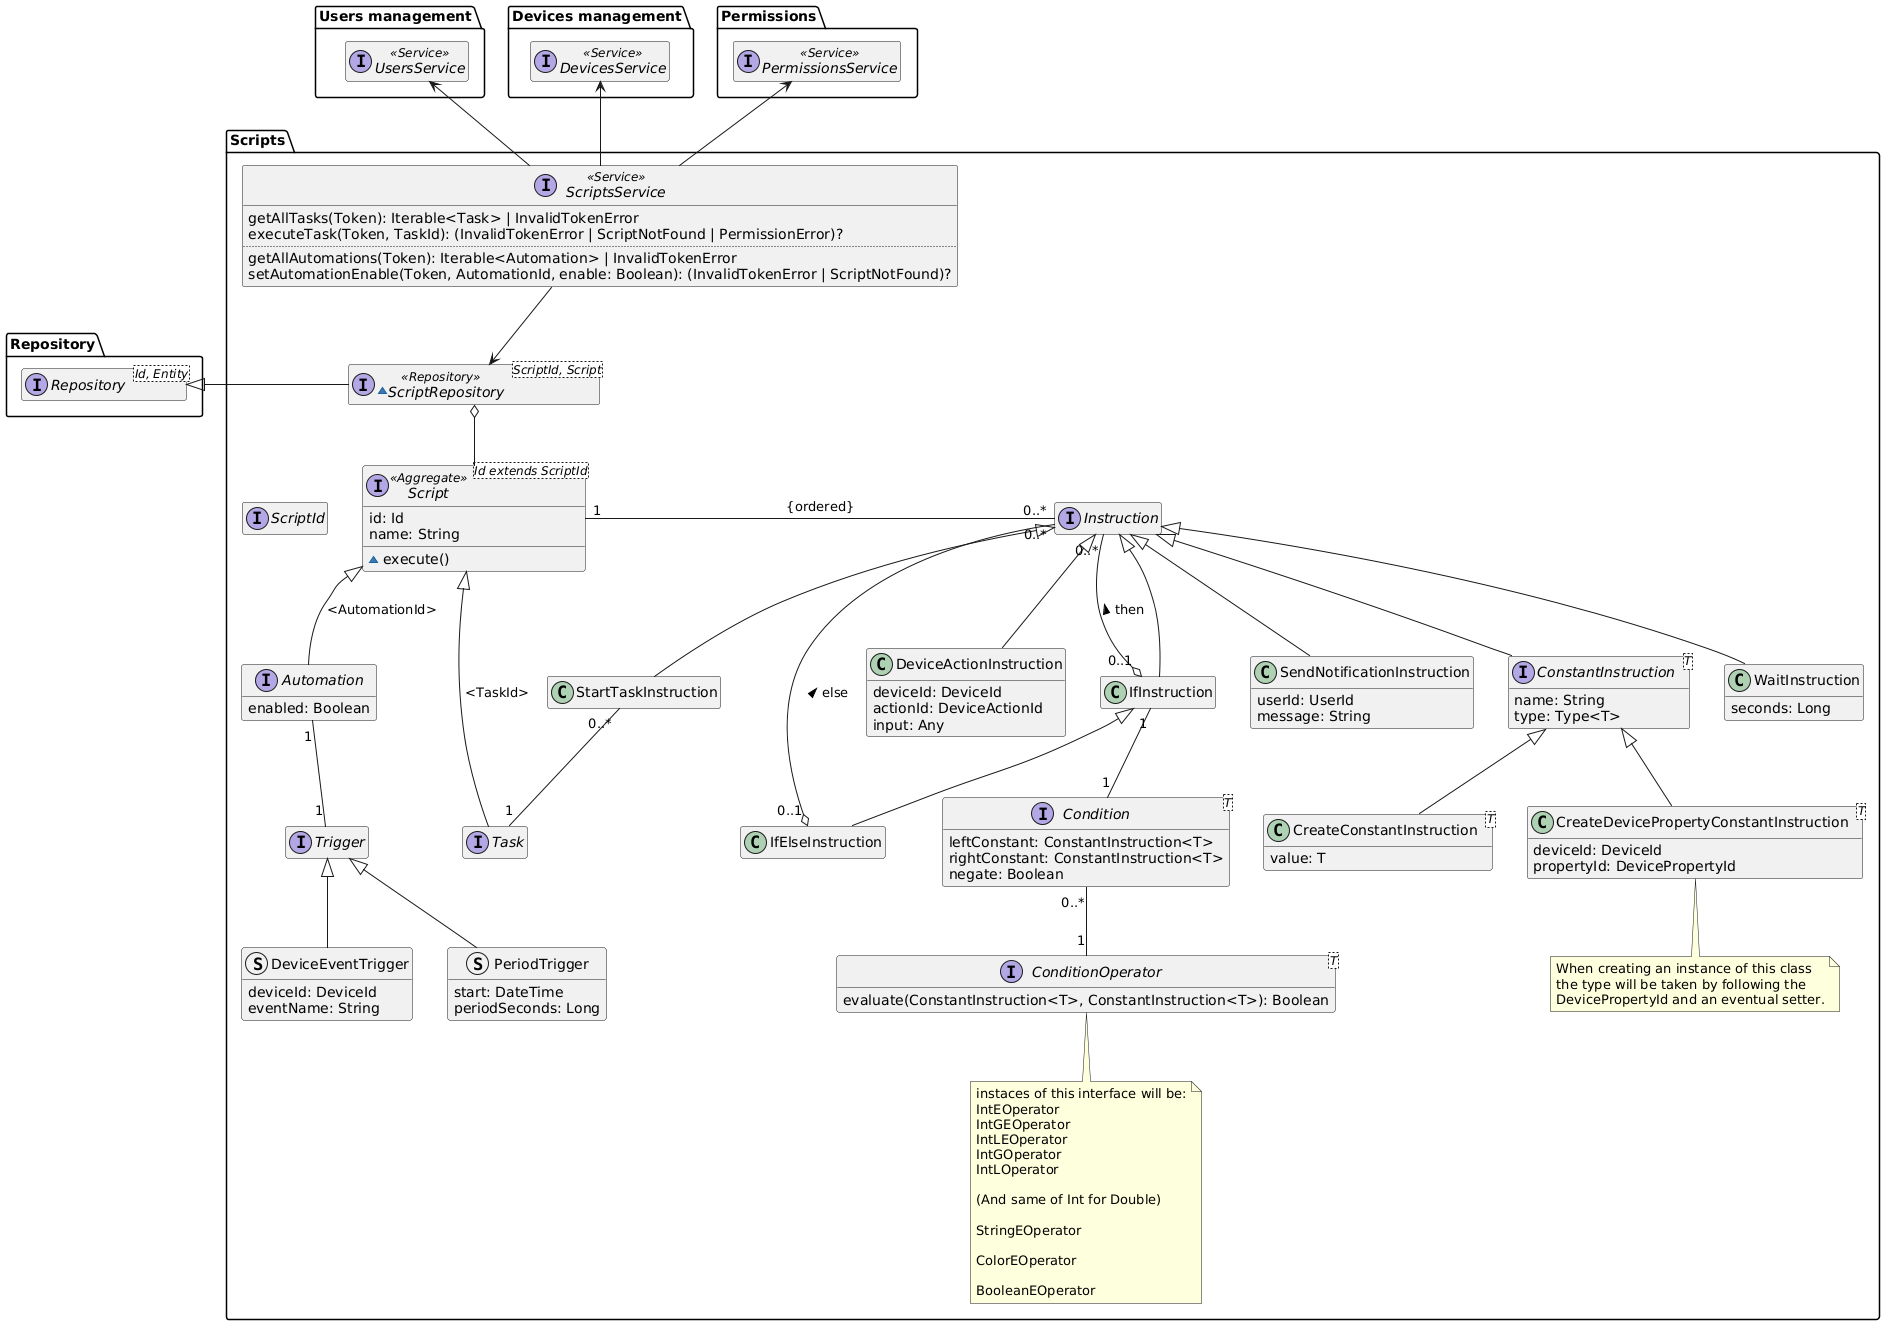 Users management
Devices management
Permissions
I
«Service»
UsersService
I
«Service»
DevicesService
I
«Service»
PermissionsService
Scripts
I
«Service»
ScriptsService
getAllTasks(Token): Iterable<Task> | InvalidTokenError
executeTask(Token, TaskId): (InvalidTokenError | ScriptNotFound | PermissionError)?
getAllAutomations(Token): Iterable<Automation> | InvalidTokenError
setAutomationEnable(Token, AutomationId, enable: Boolean): (InvalidTokenError | ScriptNotFound)?
Repository
I
Repository
Id, Entity
I
«Repository»
ScriptRepository
ScriptId, Script
I
ScriptId
I
«Aggregate»
Script
Id extends ScriptId
id: Id
name: String
execute()
1
{ordered}
0..*
I
Instruction
0..*
0..*
<AutomationId>
<TaskId>
else
then
0..1
I
Automation
enabled: Boolean
C
StartTaskInstruction
C
DeviceActionInstruction
deviceId: DeviceId
actionId: DeviceActionId
input: Any
C
IfInstruction
C
SendNotificationInstruction
userId: UserId
message: String
I
ConstantInstruction
T
name: String
type: Type<T>
C
WaitInstruction
seconds: Long
1
0..*
1
1
1
0..1
1
I
Trigger
I
Task
C
IfElseInstruction
I
Condition
T
leftConstant: ConstantInstruction<T>
rightConstant: ConstantInstruction<T>
negate: Boolean
C
CreateConstantInstruction
T
value: T
C
CreateDevicePropertyConstantInstruction
T
deviceId: DeviceId
propertyId: DevicePropertyId
0..*
1
S
DeviceEventTrigger
deviceId: DeviceId
eventName: String
S
PeriodTrigger
start: DateTime
periodSeconds: Long
I
ConditionOperator
T
evaluate(ConstantInstruction<T>, ConstantInstruction<T>): Boolean
When creating an instance of this class
the type will be taken by following the
DevicePropertyId and an eventual setter.
instaces of this interface will be:
IntEOperator
IntGEOperator
IntLEOperator
IntGOperator
IntLOperator
(And same of Int for Double)
StringEOperator
ColorEOperator
BooleanEOperator